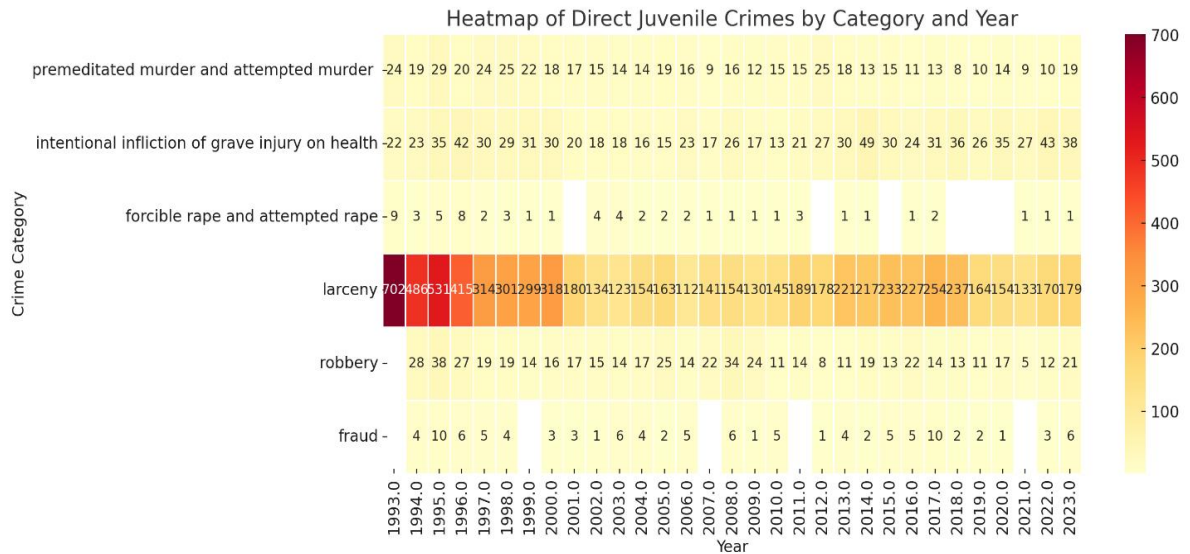 Heatmap of Direct Juvenile Crimes by Category and Year
Crime Category
premeditated murder and attempted murder 24 19 29 20 24 25 22 18 17 15 14 14 19 16 9 16 12 15 15 25 18 13 15 11 13 8 10 14 9 10 19
intentional infliction of grave injury on health 22 23 35 42 30 29 31 30 20 18 18 16 15 23 17 26 17 13 21 27 30 49 30 24 31 36 26 35 27 43 38
forcible rape and attempted rape 9 3 5 8 2 3 1 1 4 4 2 2 2 1 1 1 1 3 1 1 1 2 1 1 1
larceny 702 486 531 415 314 301 299 318 180 134 123 154 163 112 141 154 130 145 189 178 221 217 233 227 254 237 164 154 133 170 179
robbery 28 38 27 19 19 14 16 17 15 14 17 25 14 22 34 24 11 14 8 11 19 13 22 14 13 11 17 5 12 21
fraud 4 10 6 5 4 3 3 1 6 4 2 5 6 1 5 1 4 2 5 5 10 2 2 1 3 6
1993.0 1994.0 1995.0 1996.0 1997.0 1998.0 1999.0 2000.0 2001.0 2002.0 2003.0 2004.0 2005.0 2006.0 2007.0 2008.0 2009.0 2010.0 2011.0 2012.0 2013.0 2014.0 2015.0 2016.0 2017.0 2018.0 2019.0 2020.0 2021.0 2022.0 2023.0
Year
700
600
500
400
300
200
100